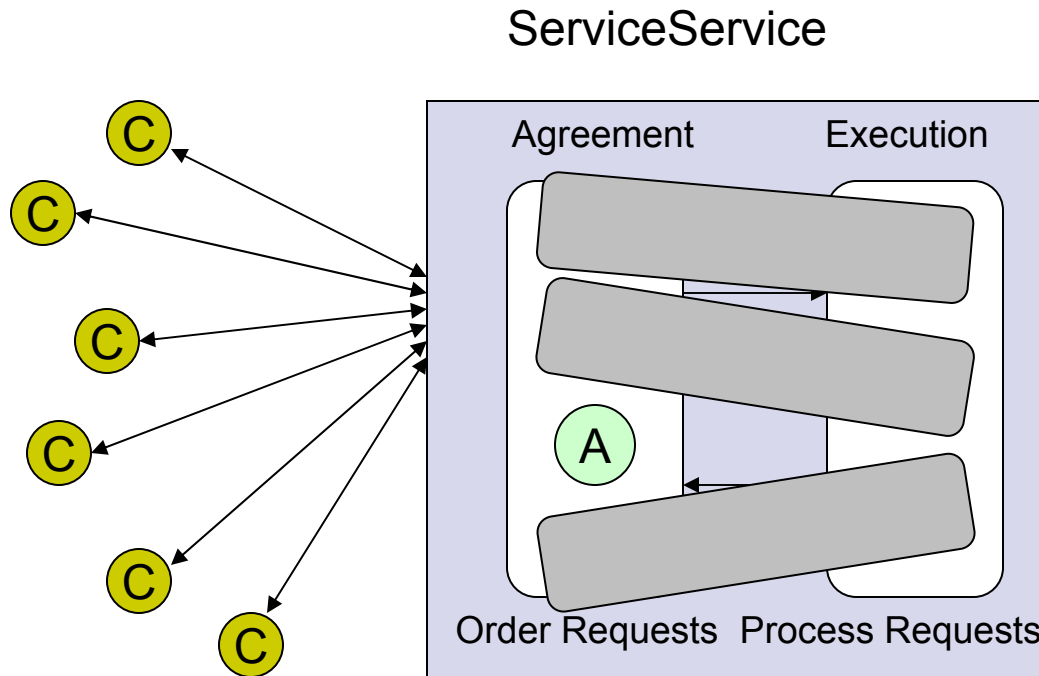 ServiceService
Agreement Execution
C
C
C
C
A
C
C
Order Requests Process Requests